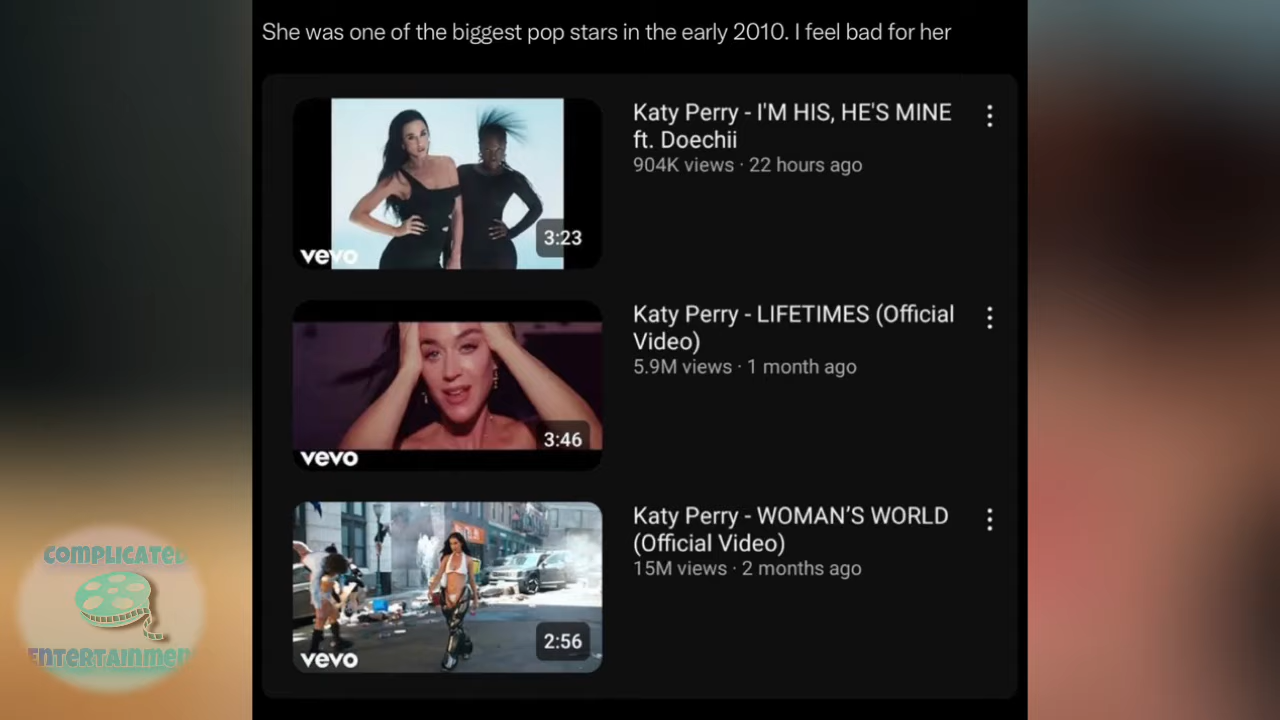 She was one of the biggest pop stars in the early 2010. I feel bad for her
Katy Perry - I'M HIS, HE'S MINE
ft. Doechii
904K views · 22 hours ago
3:23
vevo
Katy Perry - LIFETIMES (Official
Video)
5.9M views · 1 month ago
3:46
vevo
Katy Perry - WOMAN’S WORLD
(Official Video)
15M views · 2 months ago
2:56
vevo
COMPLICATED
ENTERTAINMENT